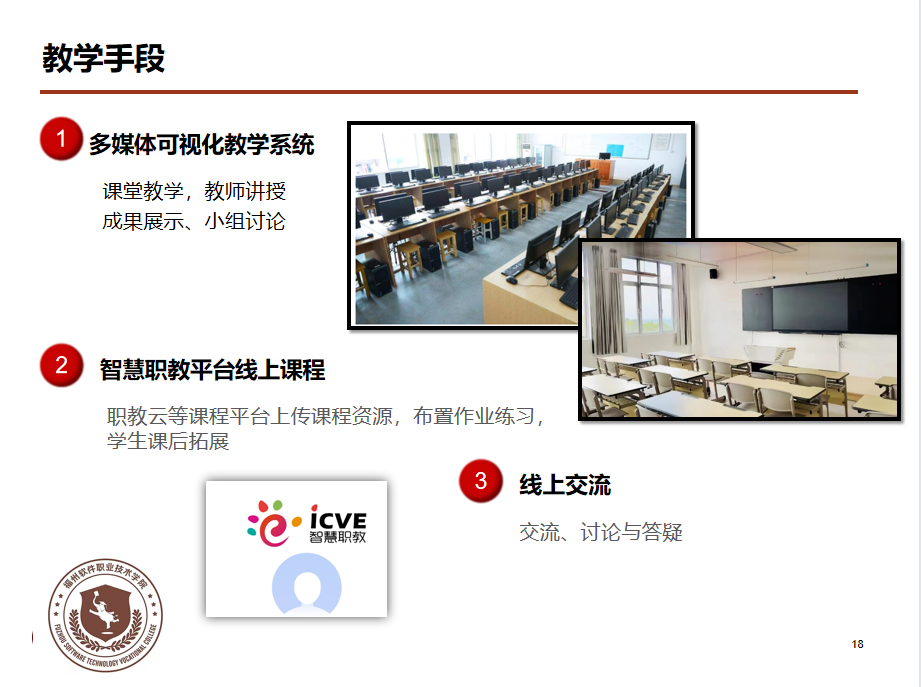 教学手段
1
多媒体可视化教学系统
课堂教学，教师讲授
成果展示、小组讨论
2
智慧职教平台线上课程
职教云等课程平台上传课程资源，布置作业练习，
学生课后拓展
3
线上交流
交流、讨论与答疑
icve
智慧职教
福州软件职业技术学院
FUZHOU SOFTWARE TECHNOLOGY VOCATIONAL COLLEGE
18